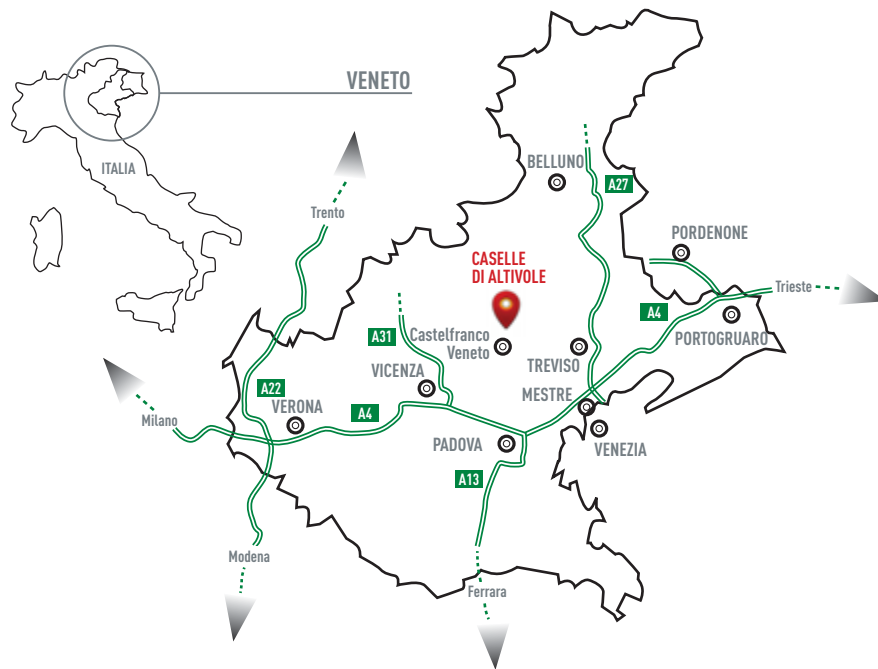 VENETO
ITALIA
BELLUNO
A27
Trento
PORDENONE
CASELLE
DI ALTIVOLE
Trieste
A4
PORTOGRUARO
A31
Castelfranco
Veneto
TREVISO
VICENZA
A22
MESTRE
VERONA
A4
Milano
PADOVA
VENEZIA
A13
Modena
Ferrara